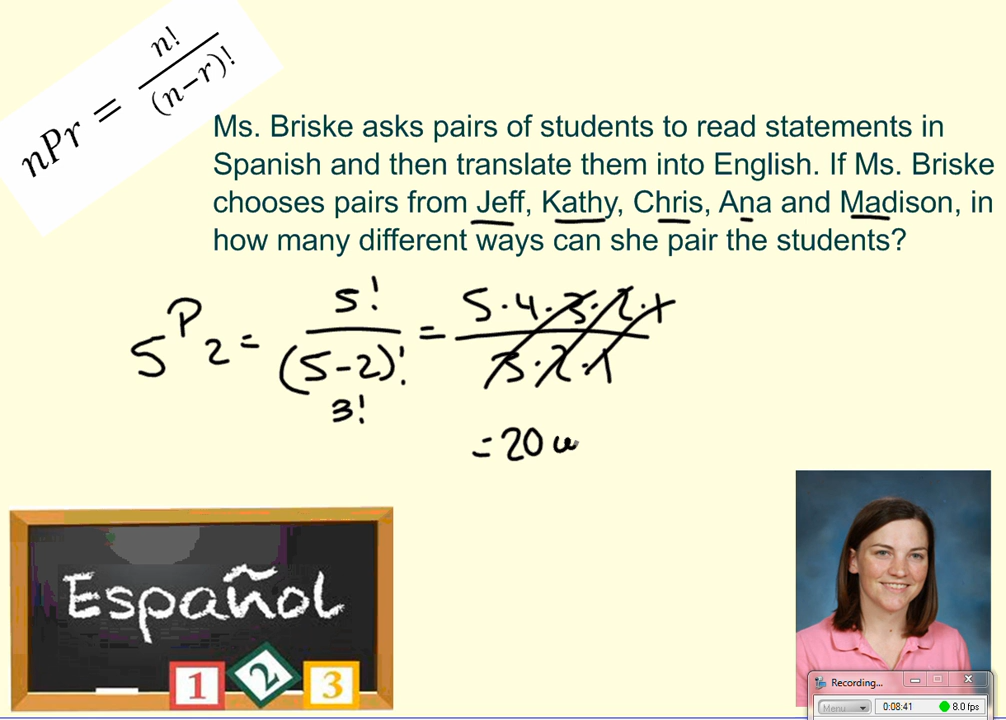 nPr = n! / (n−r)!
Ms. Briske asks pairs of students to read statements in
Spanish and then translate them into English. If Ms. Briske
chooses pairs from Jeff, Kathy, Chris, Ana and Madison, in
how many different ways can she pair the students?
5P2 = 5! / (5-2)! = 5·4·3·2·1 / 3·2·1
3!
= 20 w
Español
1 2 3
Recording...
Menu 0:08:41 8.0 fps